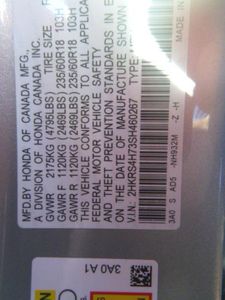 MFD.BY HONDA OF CANADA MFG.,
A DIVISION OF HONDA CANADA INC.
TIRE SIZE
GVWR 2175KG (4795LBS)
GAWR F 1120KG (2469LBS) 235/60R18 103H
GAWR R 1120KG (2469LBS) 235/60R18 103H
THIS VEHICLE CONFORMS TO ALL APPLICA
FEDERAL MOTOR VEHICLE SAFETY
AND THEFT PREVENTION STANDARDS IN E
ON THE DATE OF MANUFACTURE SHOWN
V.I.N.: 2HKRS4H73SH460267
3A0 S AD5 -NH932M -Z -H
3A0 A1